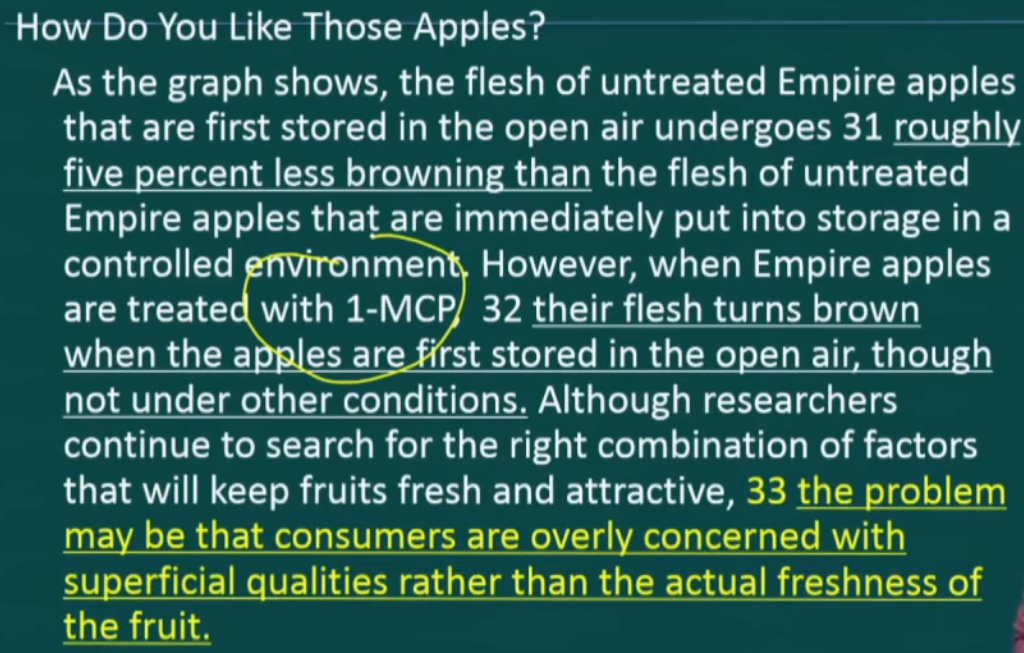 How Do You Like Those Apples?
As the graph shows, the flesh of untreated Empire apples
that are first stored in the open air undergoes 31 roughly
five percent less browning than the flesh of untreated
Empire apples that are immediately put into storage in a
controlled environment. However, when Empire apples
are treated with 1-MCP, 32 their flesh turns brown
when the apples are first stored in the open air, though
not under other conditions. Although researchers
continue to search for the right combination of factors
that will keep fruits fresh and attractive, 33 the problem
may be that consumers are overly concerned with
superficial qualities rather than the actual freshness of
the fruit.